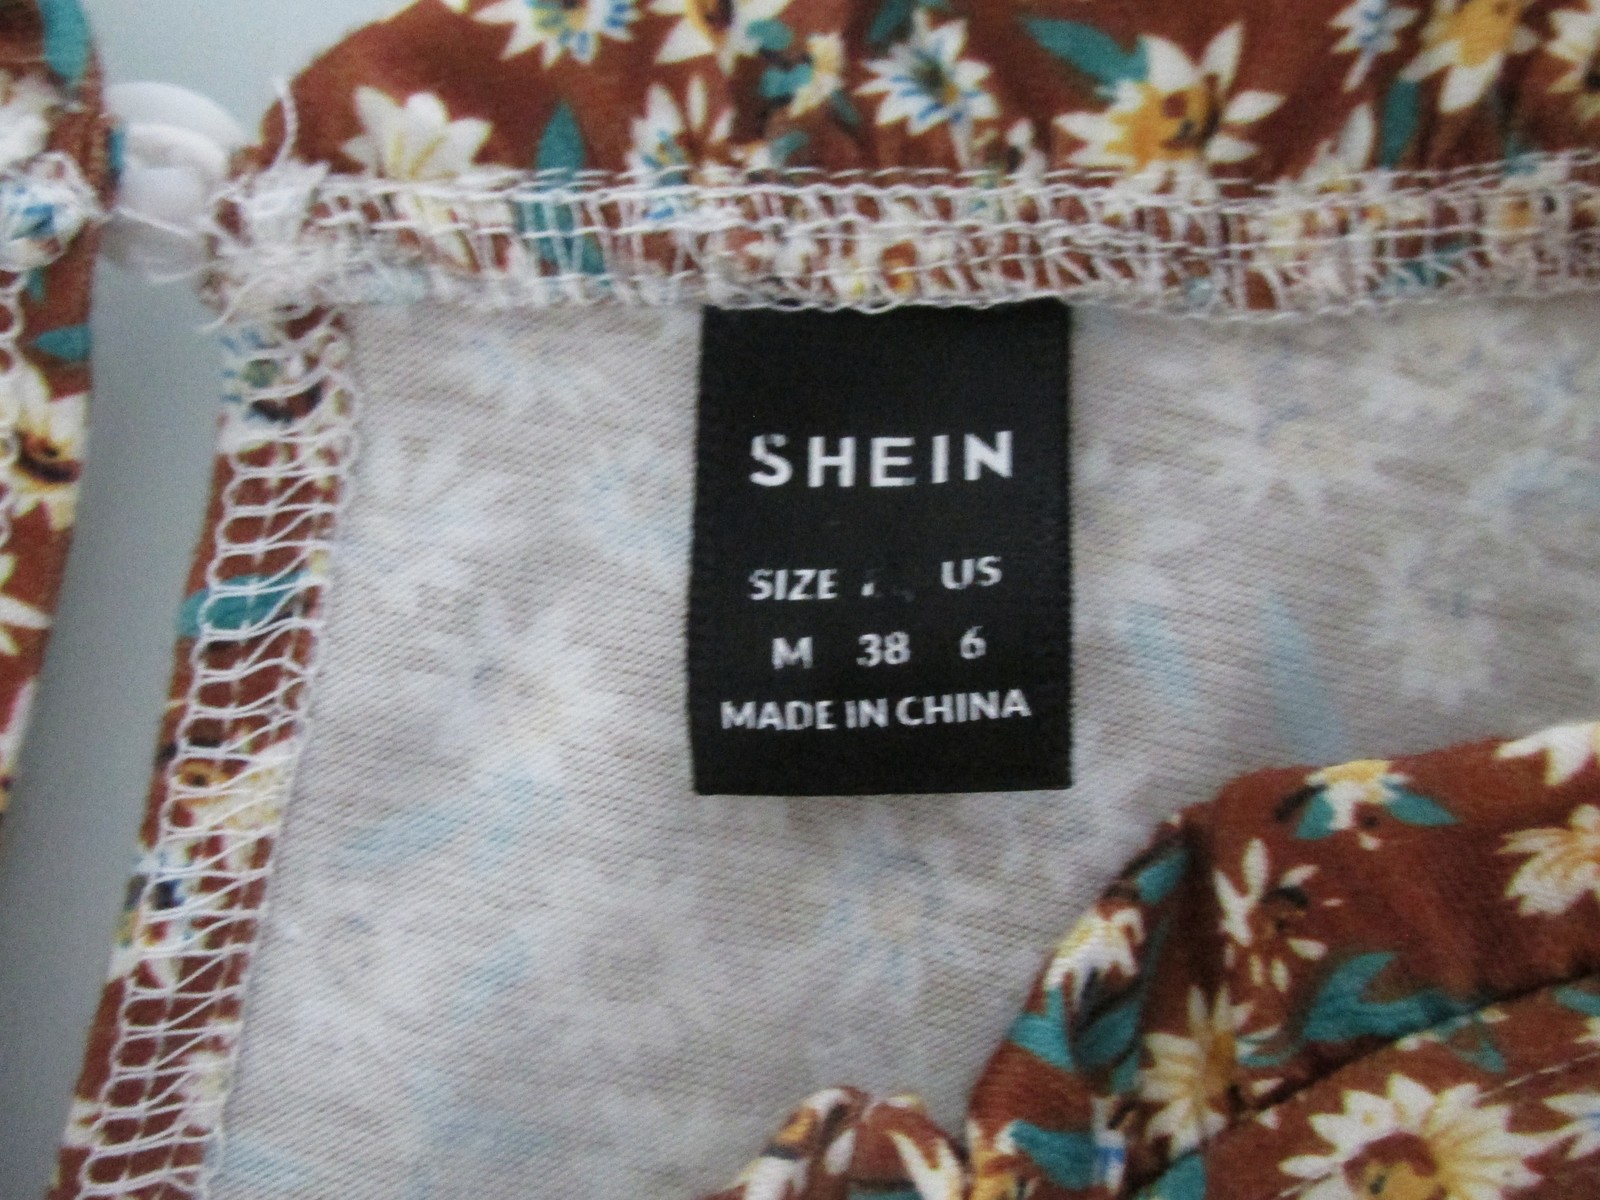 SHEIN
SIZE US
M 38 6
MADE IN CHINA